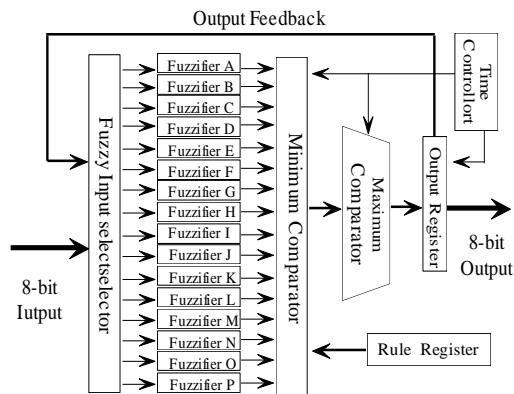 Output Feedback
Fuzzy Input selectselector
Fuzzifier A
Fuzzifier B
Fuzzifier C
Fuzzifier D
Fuzzifier E
Fuzzifier F
Fuzzifier G
Fuzzifier H
Fuzzifier I
Fuzzifier J
Fuzzifier K
Fuzzifier L
Fuzzifier M
Fuzzifier N
Fuzzifier O
Fuzzifier P
Minimum Comparator
Maximum
Comparator
Output Register
Time
Controllort
8-bit
Iutput
8-bit
Output
Rule Register